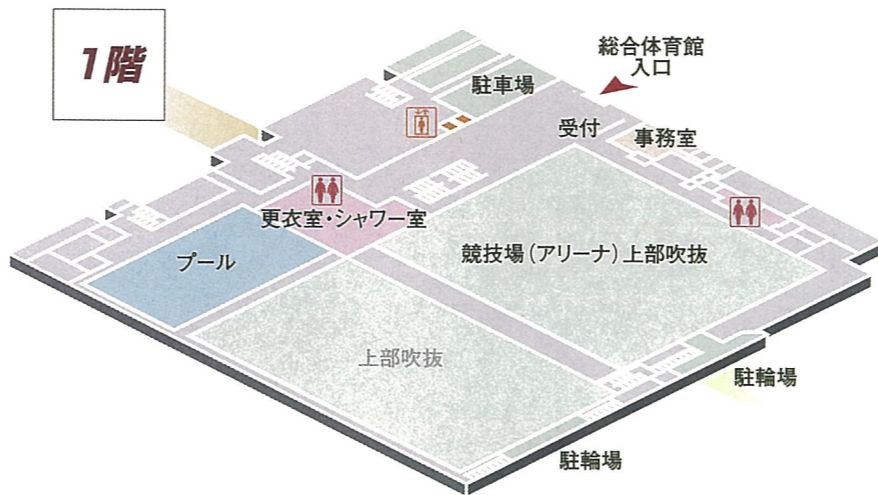 1階
総合体育館
入口
駐車場
受付
事務室
更衣室・シャワー室
プール
競技場(アリーナ)上部吹抜
上部吹抜
駐輪場
駐輪場